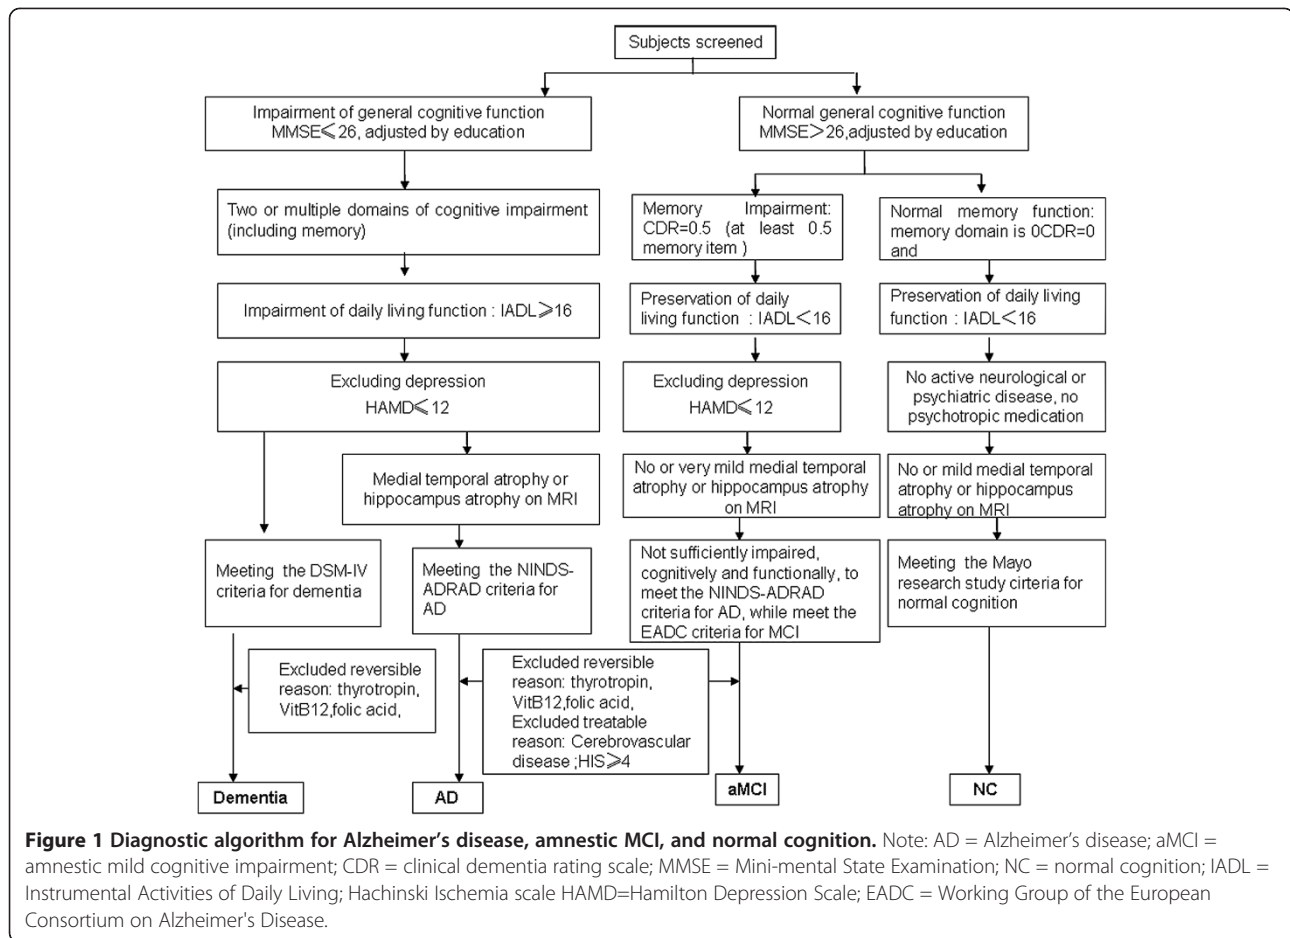 Subjects screened
Impairment of general cognitive function
MMSE⩽26, adjusted by education
Normal general cognitive function
MMSE>26,adjusted by education
Two or multiple domains of cognitive impairment
(including memory)
Memory Impairment:
CDR=0.5 (at least 0.5
memory item )
Normal memory function:
memory domain is 0CDR=0
and
Impairment of daily living function : IADL⩾16
Preservation of daily
living function : IADL<16
Preservation of daily living
function : IADL<16
Excluding depression
HAMD⩽12
Excluding depression
HAMD⩽12
No active neurological or
psychiatric disease, no
psychotropic medication
Medial temporal atrophy or
hippocampus atrophy on MRI
No or very mild medial temporal
atrophy or hippocampus atrophy
on MRI
No or mild medial temporal
atrophy or hippocampus
atrophy on MRI
Meeting the DSM-IV
criteria for dementia
Meeting the NINDS-
ADRAD criteria for
AD
Not sufficiently impaired,
cognitively and functionally, to
meet the NINDS-ADRAD
criteria for AD, while meet the
EADC criteria for MCI
Meeting the Mayo
research study cirteria for
normal cognition
Excluded reversible
reason: thyrotropin,
VitB12,folic acid,
Excluded reversible
reason: thyrotropin,
VitB12,folic acid,
Excluded treatable
reason: Cerebrovascular
disease ;HIS⩾4
Dementia
AD
aMCI
NC
Figure 1 Diagnostic algorithm for Alzheimer's disease, amnestic MCI, and normal cognition. Note: AD = Alzheimer's disease; aMCI =
amnestic mild cognitive impairment; CDR = clinical dementia rating scale; MMSE = Mini-mental State Examination; NC = normal cognition; IADL =
Instrumental Activities of Daily Living; Hachinski Ischemia scale HAMD=Hamilton Depression Scale; EADC = Working Group of the European
Consortium on Alzheimer's Disease.